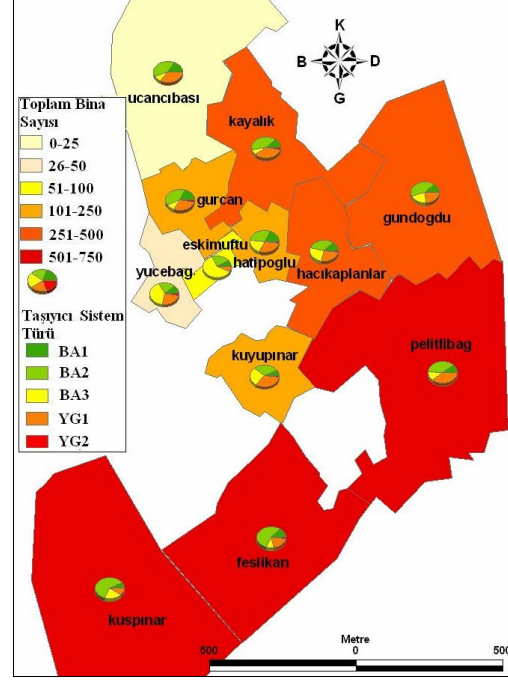 K
B
D
G
ucancıbası
Toplam Bina
Sayısı
0-25
26-50
51-100
101-250
251-500
501-750
kayalık
gurcan
gundogdu
eskimuftu
hatipoglu
hacıkaplanlar
yucebag
Taşıyıcı Sistem
Türü
BA1
BA2
BA3
YG1
YG2
kuyupınar
pelitlibag
feslikan
kuspınar
Metre
500
0
500